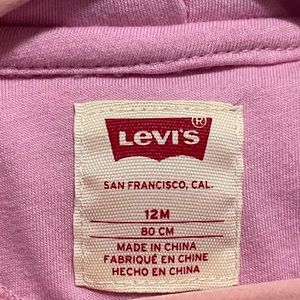 LEVI'S®
SAN FRANCISCO, CAL.
12M
80 CM
MADE IN CHINA
FABRIQUÉ EN CHINE
HECHO EN CHINA